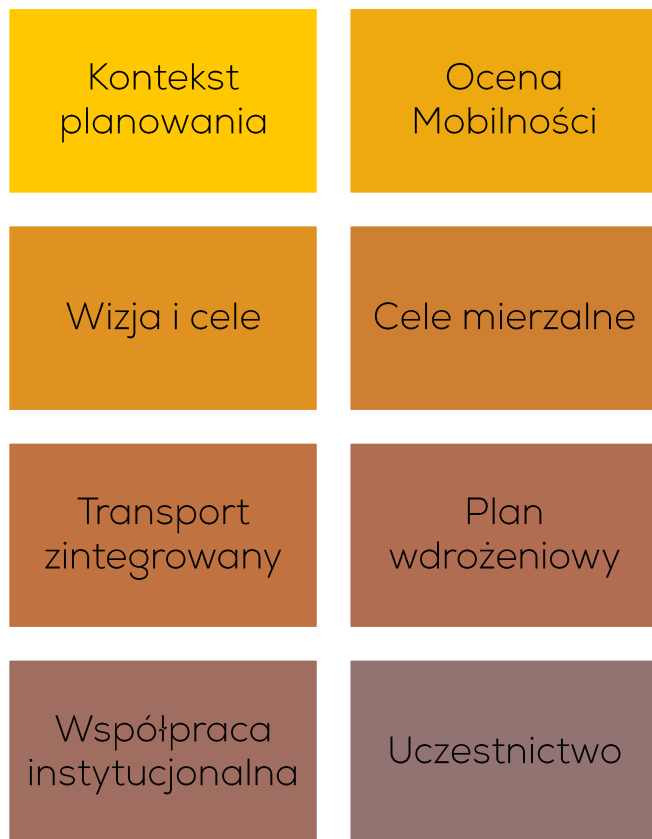 Kontekst
planowania
Ocena
Mobilności
Wizja i cele
Cele mierzalne
Transport
zintegrowany
Plan
wdrożeniowy
Współpraca
instytucjonalna
Uczestnictwo